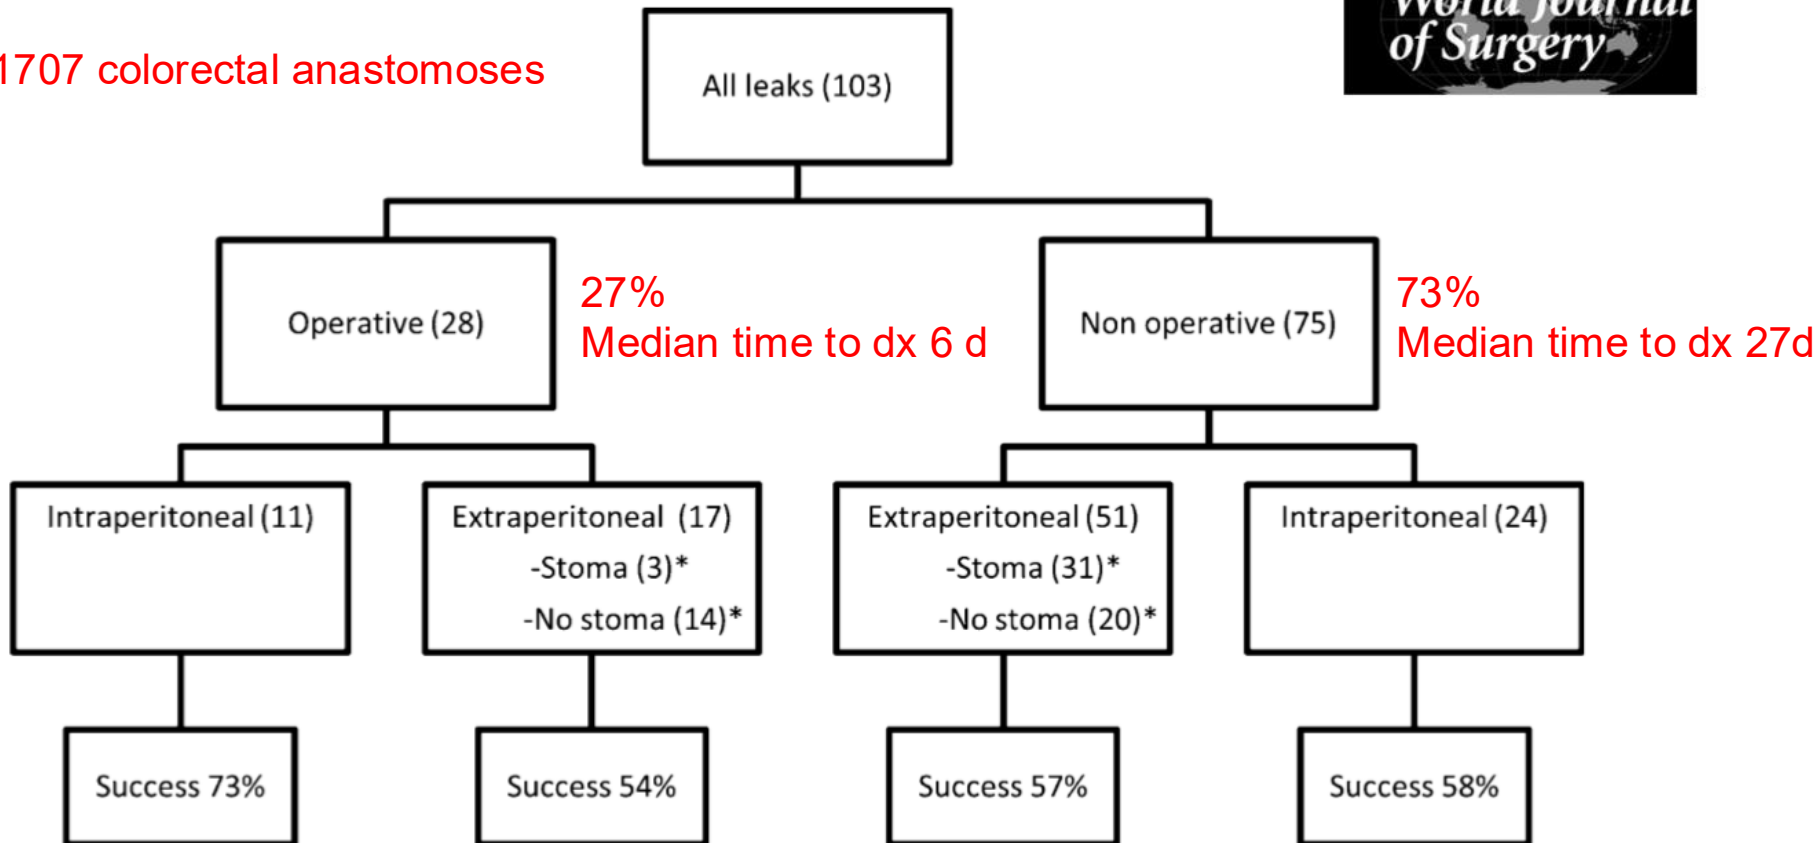 World Journal
of Surgery
1707 colorectal anastomoses
All leaks (103)
Operative (28)
27%
Median time to dx 6 d
Non operative (75)
73%
Median time to dx 27d
Intraperitoneal (11)
Extraperitoneal (17)
-Stoma (3)*
-No stoma (14)*
Extraperitoneal (51)
-Stoma (31)*
-No stoma (20)*
Intraperitoneal (24)
Success 73%
Success 54%
Success 57%
Success 58%